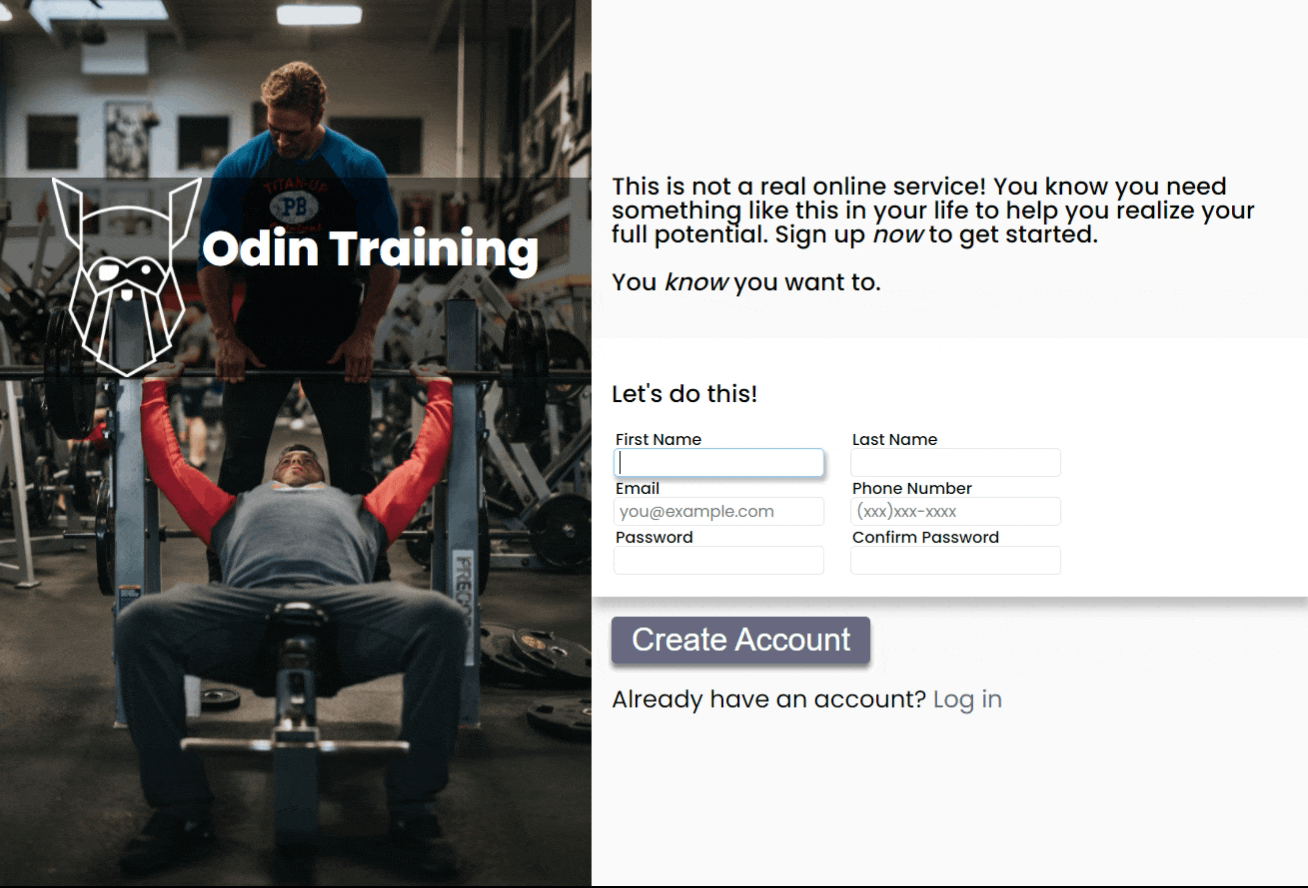 TITAN-UP
PB
Odin Training
PRECO
This is not a real online service! You know you need
something like this in your life to help you realize your
full potential. Sign up now to get started.
You know you want to.
Let's do this!
First Name
Last Name
Email
Phone Number
you@example.com
(xxx)xxx-xxxx
Password
Confirm Password
Create Account
Already have an account? Log in